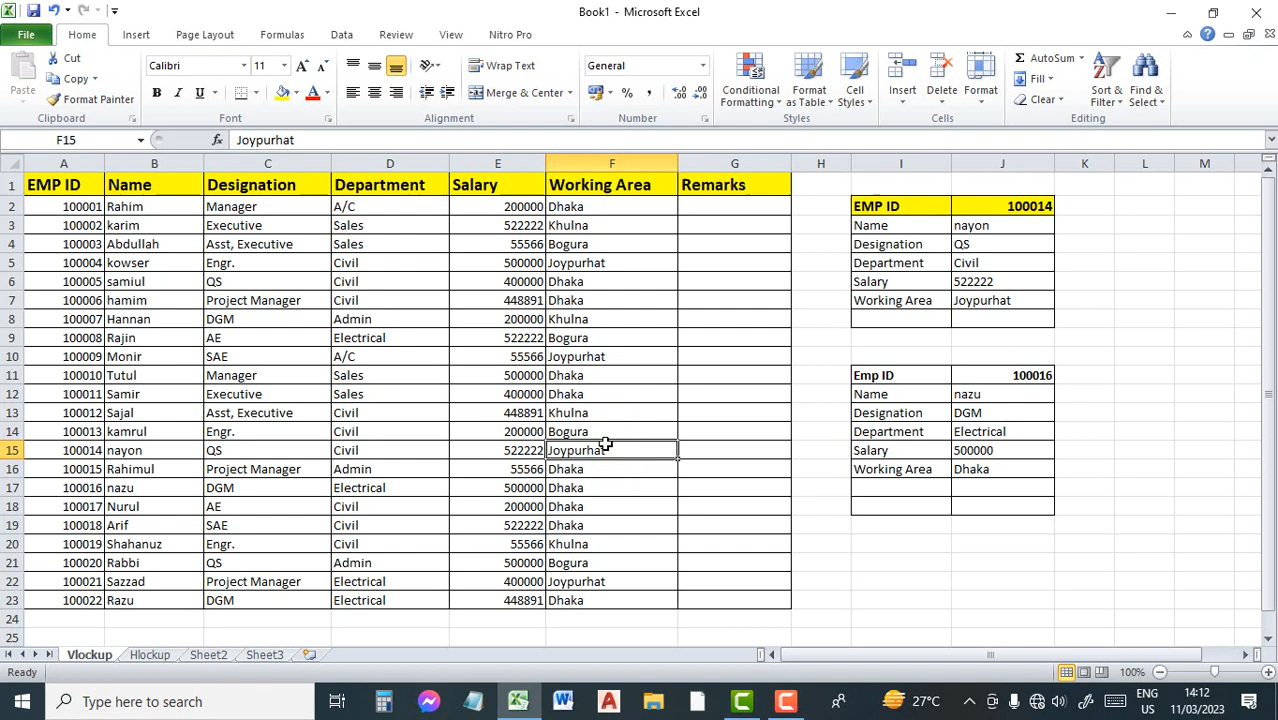 Book1 - Microsoft Excel
File Home Insert Page Layout Formulas Data Review View Nitro Pro
Paste
Cut
Copy
Format Painter
Clipboard
Calibri 11
B I U
Font
Wrap Text
Merge & Center
Alignment
General
Number
Conditional Formatting
Format as Table
Cell Styles
Styles
Insert Delete Format
Cells
AutoSum
Fill
Clear
Sort & Filter
Find & Select
Editing
F15 fx Joypurhat
A B C D E F G H I J K L M
1 EMP ID Name Designation Department Salary Working Area Remarks
2 100001 Rahim Manager A/C 200000 Dhaka EMP ID 100014
3 100002 karim Executive Sales 522222 Khulna Name nayon
4 100003 Abdullah Asst, Executive Sales 55566 Bogura Designation QS
5 100004 kowser Engr. Civil 500000 Joypurhat Department Civil
6 100005 samiul QS Civil 400000 Dhaka Salary 522222
7 100006 hamim Project Manager Civil 448891 Dhaka Working Area Joypurhat
8 100007 Hannan DGM Admin 200000 Khulna
9 100008 Rajin AE Electrical 522222 Bogura
10 100009 Monir SAE A/C 55566 Joypurhat
11 100010 Tutul Manager Sales 500000 Dhaka Emp ID 100016
12 100011 Samir Executive Sales 400000 Dhaka Name nazu
13 100012 Sajal Asst, Executive Civil 448891 Khulna Designation DGM
14 100013 kamrul Engr. Civil 200000 Bogura Department Electrical
15 100014 nayon QS Civil 522222 Joypurhat Salary 500000
16 100015 Rahimul Project Manager Admin 55566 Dhaka Working Area Dhaka
17 100016 nazu DGM Electrical 500000 Dhaka
18 100017 Nurul AE Civil 200000 Dhaka
19 100018 Arif SAE Civil 522222 Dhaka
20 100019 Shahanuz Engr. Civil 55566 Khulna
21 100020 Rabbi QS Admin 500000 Bogura
22 100021 Sazzad Project Manager Electrical 400000 Joypurhat
23 100022 Razu DGM Electrical 448891 Dhaka
24
25
Vlockup Hlockup Sheet2 Sheet3
Ready 100%
Type here to search
27°C
ENG
US
14:12
11/03/2023